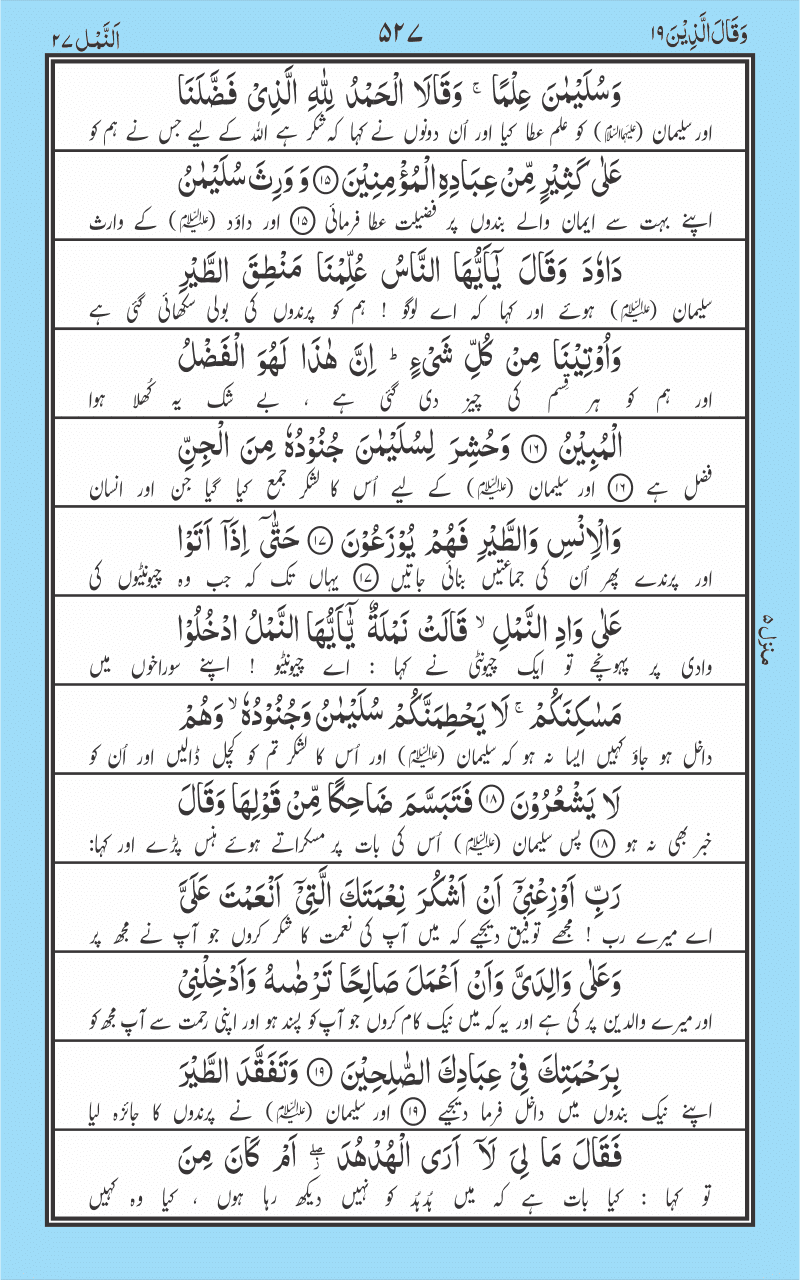 وَقَالَ الَّذِيْنَ ١٩ ٥٢٧ اَلنَّمْل ٢٧
وَسُلَيْمٰنَ عِلْمًا ۚ وَقَالَا الْحَمْدُ لِلّٰهِ الَّذِيْ فَضَّلَنَا
اور سلیمان (علیہما السلام) کو علم عطا کیا اور اُن دونوں نے کہا کہ شکر ہے اللہ کے لیے جس نے ہم کو
عَلٰى كَثِيْرٍ مِّنْ عِبَادِهِ الْمُؤْمِنِيْنَ ⁠۝١٥ وَ وَرِثَ سُلَيْمٰنُ
اپنے بہت سے ایمان والے بندوں پر فضیلت عطا فرمائی ۝١٥ اور داؤد (علیہ السلام) کے وارث
دَاوٗدَ وَقَالَ يٰٓاَيُّهَا النَّاسُ عُلِّمْنَا مَنْطِقَ الطَّيْرِ
سلیمان (علیہ السلام) ہوئے اور کہا کہ اے لوگو ! ہم کو پرندوں کی بولی سکھائی گئی ہے
وَاُوْتِيْنَا مِنْ كُلِّ شَيْءٍ ؕ اِنَّ هٰذَا لَهُوَ الْفَضْلُ
اور ہم کو ہر قسم کی چیز دی گئی ہے ، بے شک یہ کُھلا ہوا
الْمُبِيْنُ ۝١٦ وَحُشِرَ لِسُلَيْمٰنَ جُنُوْدُهٗ مِنَ الْجِنِّ
فضل ہے ۝١٦ اور سلیمان (علیہ السلام) کے لیے اُس کا لشکر جمع کیا گیا جن اور انسان
وَالْاِنْسِ وَالطَّيْرِ فَهُمْ يُوْزَعُوْنَ ۝١٧ حَتّٰٓى اِذَآ اَتَوْا
اور پرندے پھر اُن کی جماعتیں بنائی جاتیں ۝١٧ یہاں تک کہ جب وہ چیونٹیوں کی
عَلٰى وَادِ النَّمْلِ ۙ قَالَتْ نَمْلَةٌ يّٰٓاَيُّهَا النَّمْلُ ادْخُلُوْا
وادی پر پہونچے تو ایک چیونٹی نے کہا : اے چیونٹیو ! اپنے سوراخوں میں
مَسٰكِنَكُمْ ۚ لَا يَحْطِمَنَّكُمْ سُلَيْمٰنُ وَجُنُوْدُهٗ ۙ وَهُمْ
داخل ہو جاؤ کہیں ایسا نہ ہو کہ سلیمان (علیہ السلام) اور اُس کا لشکر تم کو کچل ڈالیں اور اُن کو
لَا يَشْعُرُوْنَ ۝١٨ فَتَبَسَّمَ ضَاحِكًا مِّنْ قَوْلِهَا وَقَالَ
خبر بھی نہ ہو ۝١٨ پس سلیمان (علیہ السلام) اُس کی بات پر مسکراتے ہوئے ہنس پڑے اور کہا:
رَبِّ اَوْزِعْنِيْٓ اَنْ اَشْكُرَ نِعْمَتَكَ الَّتِيْٓ اَنْعَمْتَ عَلَيَّ
اے میرے رب ! مجھے توفیق دیجیے کہ میں آپ کی نعمت کا شکر کروں جو آپ نے مجھ پر
وَعَلٰى وَالِدَيَّ وَاَنْ اَعْمَلَ صَالِحًا تَرْضٰىهُ وَاَدْخِلْنِيْ
اور میرے والدین پر کی ہے اور یہ کہ میں نیک کام کروں جو آپ کو پسند ہو اور اپنی رحمت سے آپ مجھ کو
بِرَحْمَتِكَ فِيْ عِبَادِكَ الصّٰلِحِيْنَ ۝١٩ وَتَفَقَّدَ الطَّيْرَ
اپنے نیک بندوں میں داخل فرما دیجیے ۝١٩ اور سلیمان (علیہ السلام) نے پرندوں کا جائزہ لیا
فَقَالَ مَا لِيَ لَآ اَرَى الْهُدْهُدَ ۖ اَمْ كَانَ مِنَ
تو کہا : کیا بات ہے کہ میں ہُدہُد کو نہیں دیکھ رہا ہوں ، کیا وہ کہیں
منزل ٥